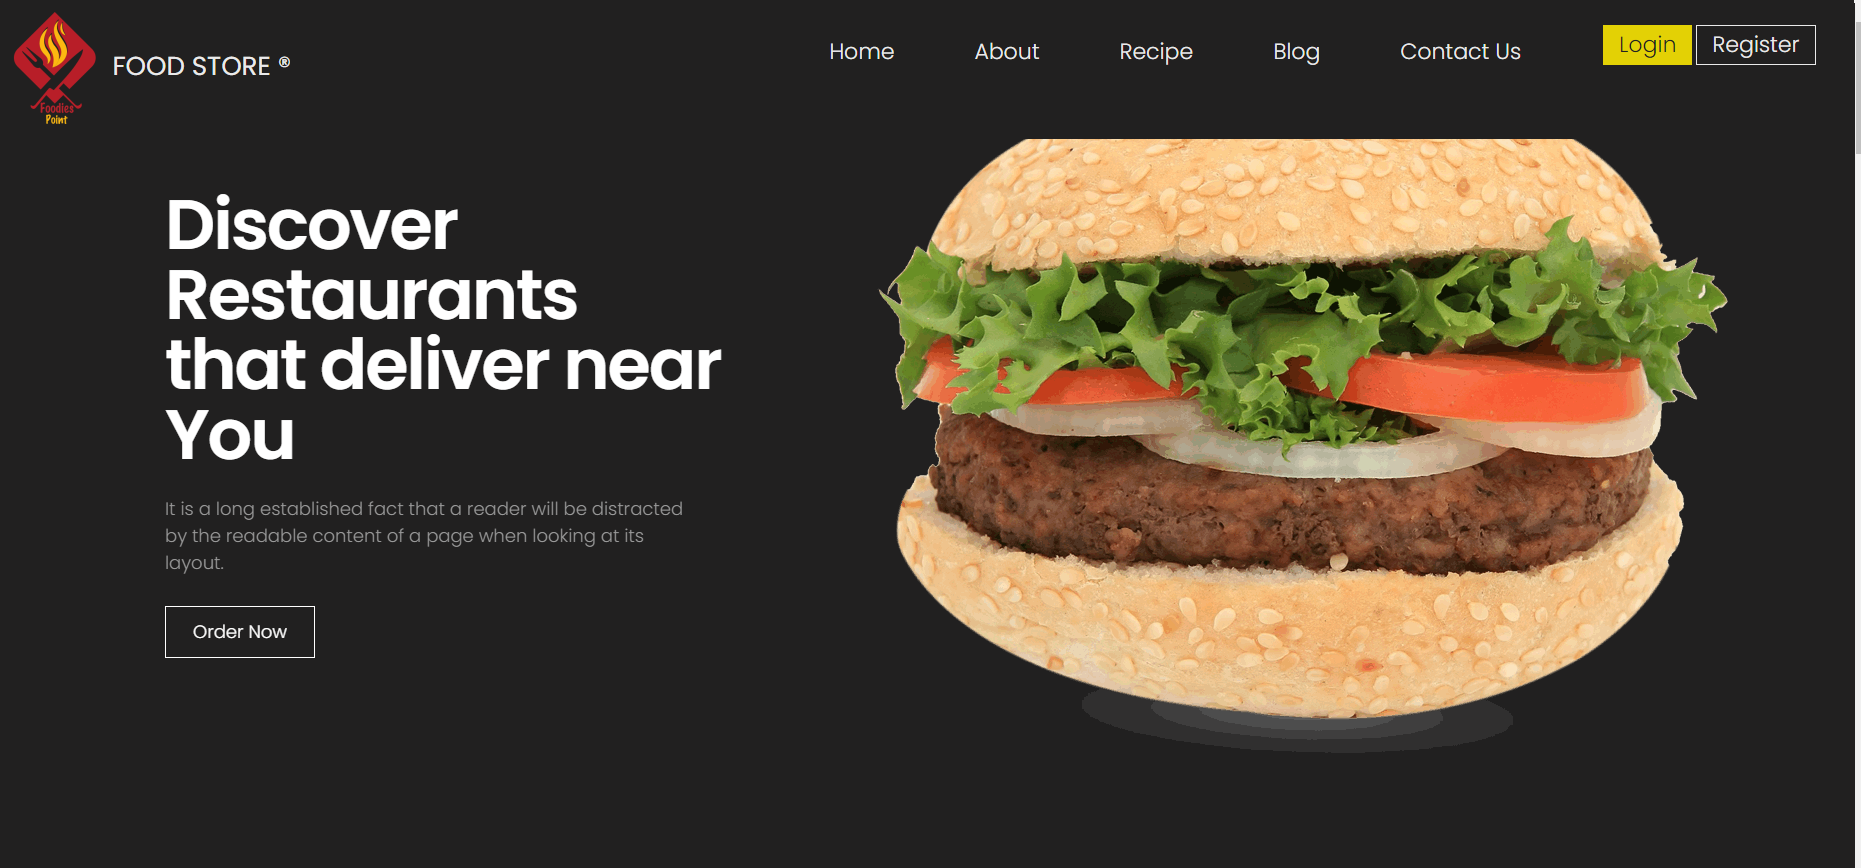 FOOD STORE ®
Foodies
Point
Home About Recipe Blog Contact Us Login Register
Discover
Restaurants
that deliver near
You
It is a long established fact that a reader will be distracted
by the readable content of a page when looking at its
layout.
Order Now